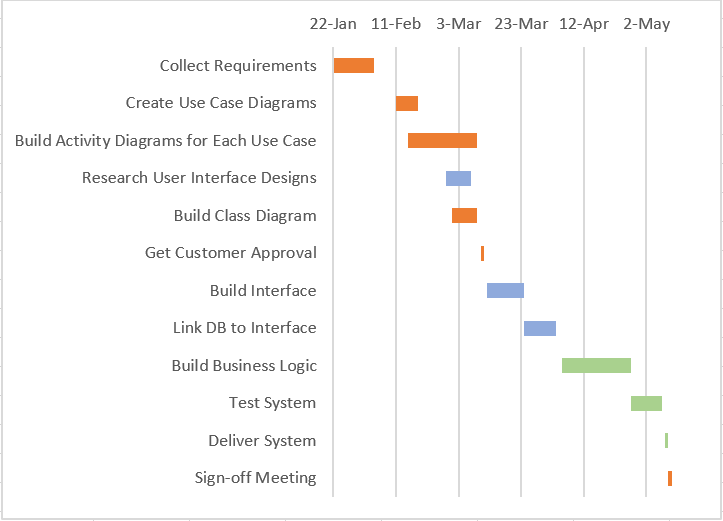 22-Jan 11-Feb 3-Mar 23-Mar 12-Apr 2-May
Collect Requirements
Create Use Case Diagrams
Build Activity Diagrams for Each Use Case
Research User Interface Designs
Build Class Diagram
Get Customer Approval
Build Interface
Link DB to Interface
Build Business Logic
Test System
Deliver System
Sign-off Meeting